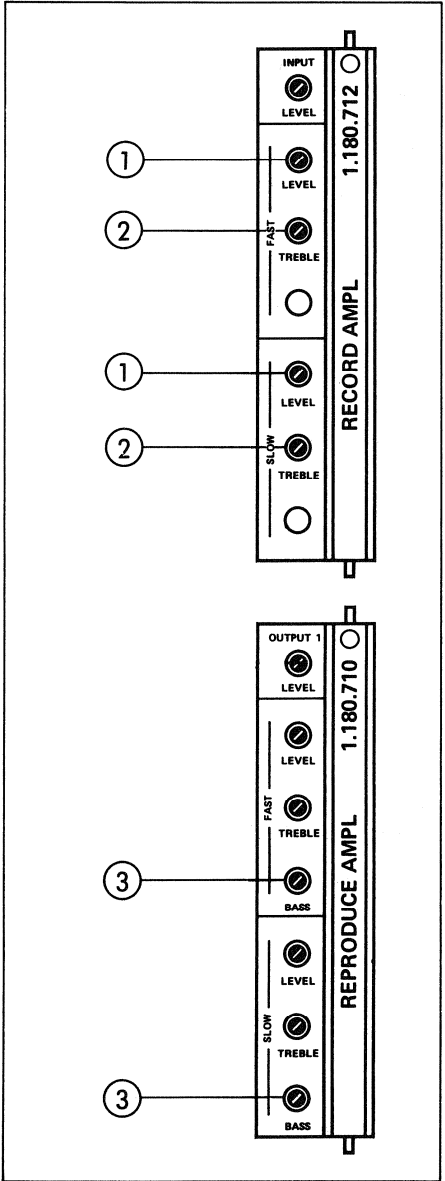 INPUT
LEVEL
1
LEVEL
2
FAST
TREBLE
1
LEVEL
2
SLOW
TREBLE
1.180.712
RECORD AMPL
OUTPUT 1
LEVEL
LEVEL
FAST
TREBLE
3
BASS
LEVEL
SLOW
TREBLE
3
BASS
1.180.710
REPRODUCE AMPL